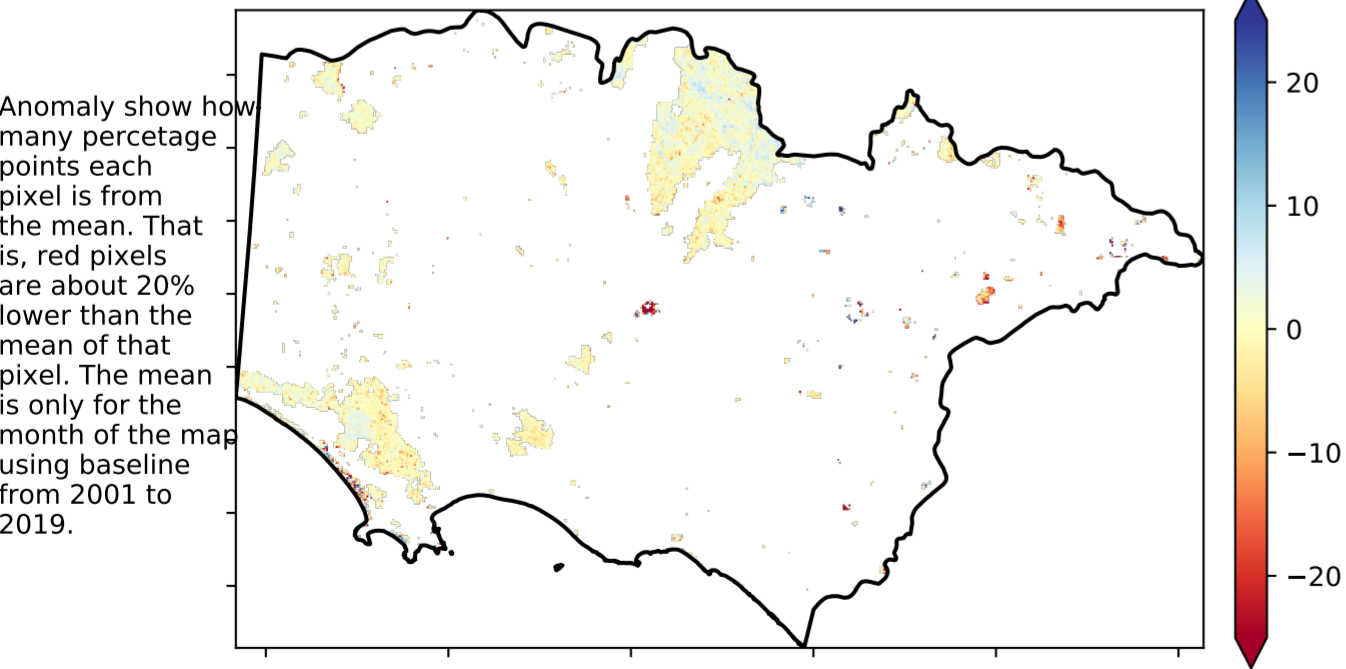 Anomaly show how
many percetage
points each
pixel is from
the mean. That
is, red pixels
are about 20%
lower than the
mean of that
pixel. The mean
is only for the
month of the map
using baseline
from 2001 to
2019.
20
10
0
−10
−20